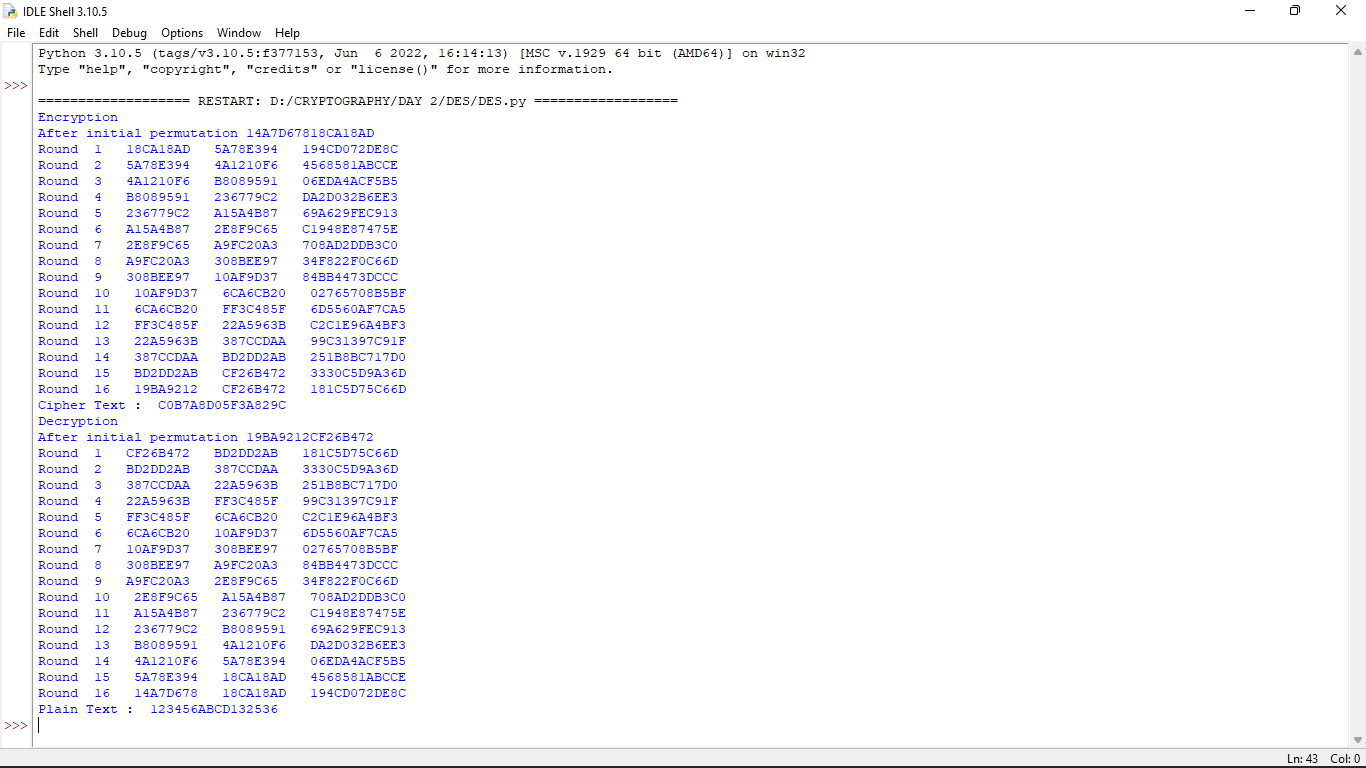 IDLE Shell 3.10.5
File Edit Shell Debug Options Window Help
Python 3.10.5 (tags/v3.10.5:f377153, Jun  6 2022, 16:14:13) [MSC v.1929 64 bit (AMD64)] on win32
Type "help", "copyright", "credits" or "license()" for more information.
>>>
=================== RESTART: D:/CRYPTOGRAPHY/DAY 2/DES/DES.py ==================
Encryption
After initial permutation 14A7D67818CA18AD
Round  1   18CA18AD   5A78E394   194CD072DE8C
Round  2   5A78E394   4A1210F6   4568581ABCCE
Round  3   4A1210F6   B8089591   06EDA4ACF5B5
Round  4   B8089591   236779C2   DA2D032B6EE3
Round  5   236779C2   A15A4B87   69A629FEC913
Round  6   A15A4B87   2E8F9C65   C1948E87475E
Round  7   2E8F9C65   A9FC20A3   708AD2DDB3C0
Round  8   A9FC20A3   308BEE97   34F822F0C66D
Round  9   308BEE97   10AF9D37   84BB4473DCCC
Round  10   10AF9D37   6CA6CB20   02765708B5BF
Round  11   6CA6CB20   FF3C485F   6D5560AF7CA5
Round  12   FF3C485F   22A5963B   C2C1E96A4BF3
Round  13   22A5963B   387CCDAA   99C31397C91F
Round  14   387CCDAA   BD2DD2AB   251B8BC717D0
Round  15   BD2DD2AB   CF26B472   3330C5D9A36D
Round  16   19BA9212   CF26B472   181C5D75C66D
Cipher Text :  C0B7A8D05F3A829C
Decryption
After initial permutation 19BA9212CF26B472
Round  1   CF26B472   BD2DD2AB   181C5D75C66D
Round  2   BD2DD2AB   387CCDAA   3330C5D9A36D
Round  3   387CCDAA   22A5963B   251B8BC717D0
Round  4   22A5963B   FF3C485F   99C31397C91F
Round  5   FF3C485F   6CA6CB20   C2C1E96A4BF3
Round  6   6CA6CB20   10AF9D37   6D5560AF7CA5
Round  7   10AF9D37   308BEE97   02765708B5BF
Round  8   308BEE97   A9FC20A3   84BB4473DCCC
Round  9   A9FC20A3   2E8F9C65   34F822F0C66D
Round  10   2E8F9C65   A15A4B87   708AD2DDB3C0
Round  11   A15A4B87   236779C2   C1948E87475E
Round  12   236779C2   B8089591   69A629FEC913
Round  13   B8089591   4A1210F6   DA2D032B6EE3
Round  14   4A1210F6   5A78E394   06EDA4ACF5B5
Round  15   5A78E394   18CA18AD   4568581ABCCE
Round  16   14A7D678   18CA18AD   194CD072DE8C
Plain Text :  123456ABCD132536
>>>
Ln: 43 Col: 0